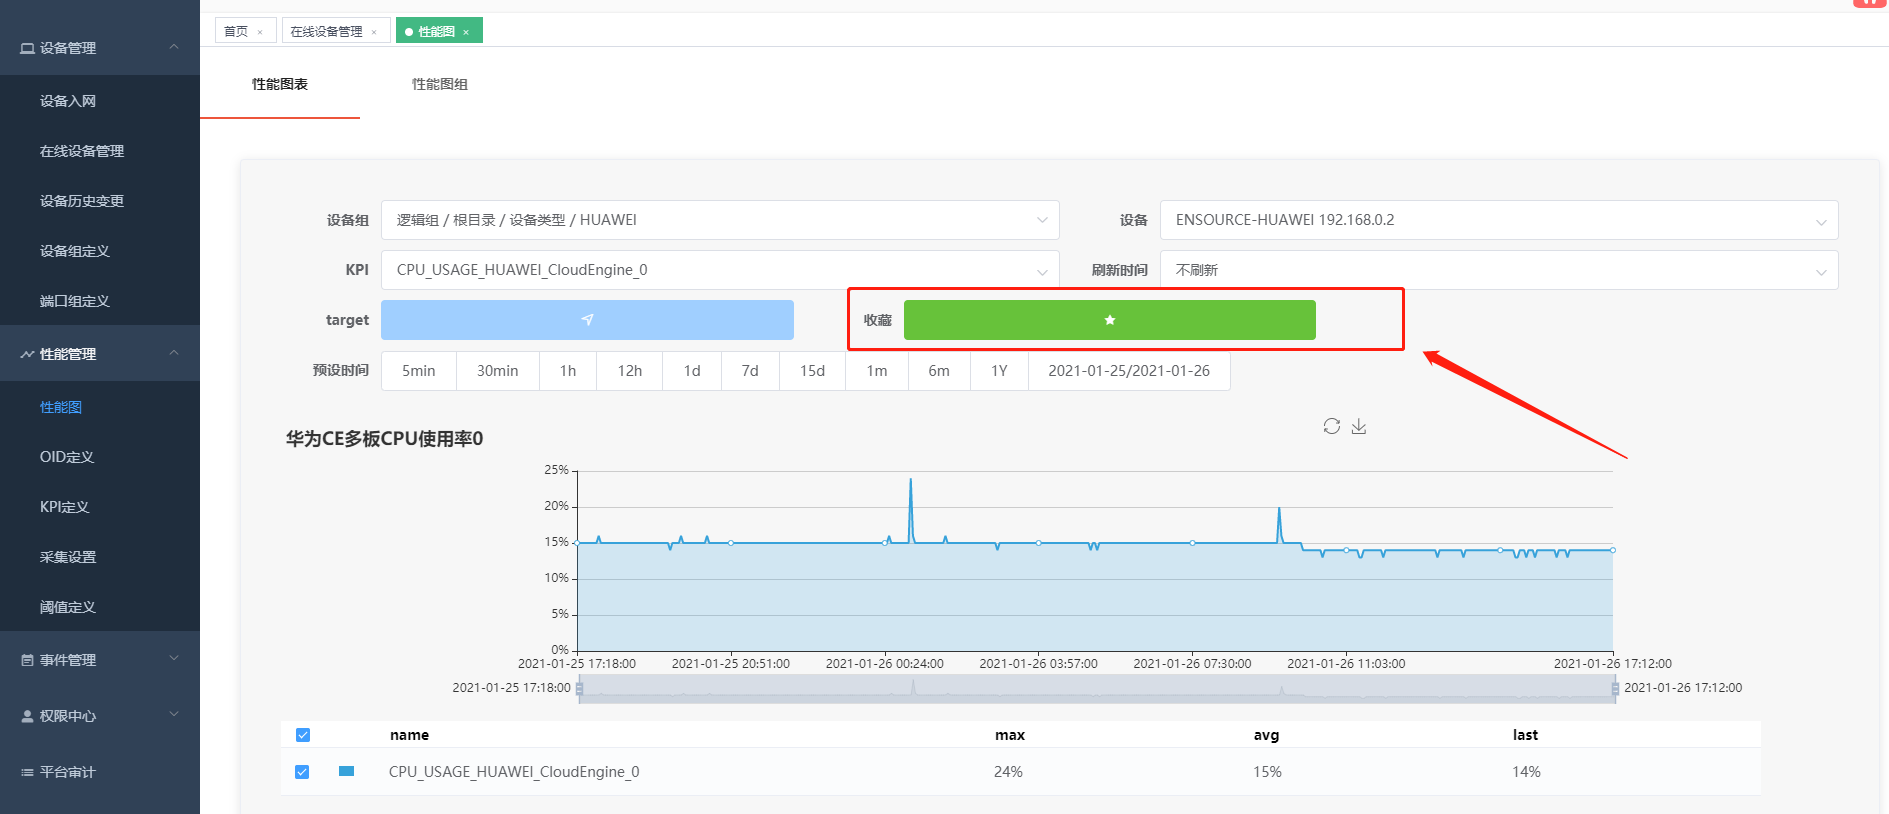 设备管理
设备入网
在线设备管理
设备历史变更
设备组定义
端口组定义
性能管理
性能图
OID定义
KPI定义
采集设置
阈值定义
事件管理
权限中心
平台审计
首页 ×
在线设备管理 ×
性能图 ×
性能图表
性能图组
设备组 逻辑组 / 根目录 / 设备类型 / HUAWEI
设备 ENSOURCE-HUAWEI 192.168.0.2
KPI CPU_USAGE_HUAWEI_CloudEngine_0
刷新时间 不刷新
target
收藏
预设时间 5min 30min 1h 12h 1d 7d 15d 1m 6m 1Y 2021-01-25/2021-01-26
华为CE多板CPU使用率0
25%
20%
15%
10%
5%
0%
2021-01-25 17:18:00 2021-01-25 20:51:00 2021-01-26 00:24:00 2021-01-26 03:57:00 2021-01-26 07:30:00 2021-01-26 11:03:00 2021-01-26 17:12:00
2021-01-25 17:18:00 2021-01-26 17:12:00
name max avg last
CPU_USAGE_HUAWEI_CloudEngine_0 24% 15% 14%